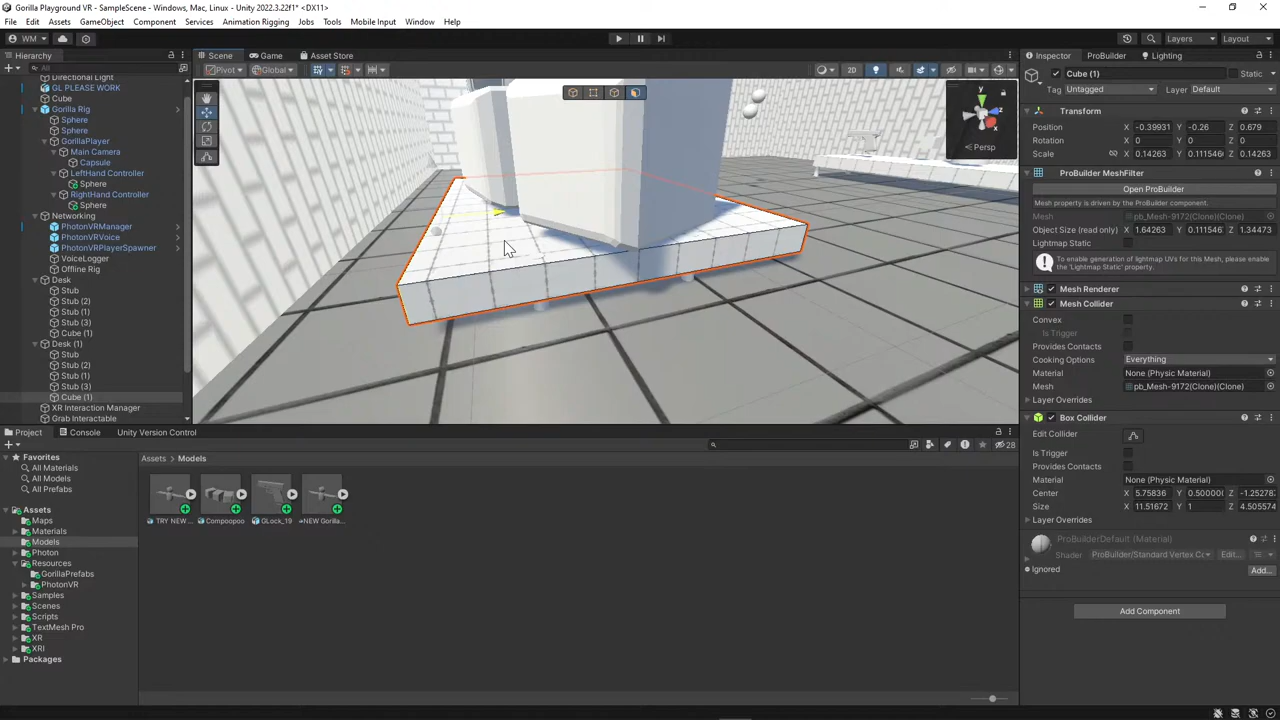 Gorilla Playground VR - SampleScene - Windows, Mac, Linux - Unity 2022.3.22f1* <DX11>
File Edit Assets GameObject Component Services Animation Rigging Jobs Tools Mobile Input Window Help
WM Layers Layout
Hierarchy Scene Game Asset Store Inspector ProBuilder Lighting
All Pivot Global 2D
Directional Light
GL PLEASE WORK
Cube
Gorilla Rig
Sphere
Sphere
GorillaPlayer
Main Camera
Capsule
LeftHand Controller
Sphere
RightHand Controller
Sphere
Networking
PhotonVRManager
PhotonVRVoice
PhotonVRPlayerSpawner
VoiceLogger
Offline Rig
Desk
Stub
Stub (2)
Stub (1)
Stub (3)
Cube (1)
Desk (1)
Stub
Stub (2)
Stub (1)
Stub (3)
Cube (1)
XR Interaction Manager
Grab Interactable
y
z
Persp
Cube (1) Static
Tag Untagged Layer Default
Transform
Position X -0.39931 Y -0.26 Z 0.679
Rotation X 0 Y 0 Z 0
Scale X 0.14263 Y 0.111546 Z 0.14263
ProBuilder MeshFilter
Open ProBuilder
Mesh property is driven by the ProBuilder component.
Mesh pb_Mesh-9172(Clone)(Clone)
Object Size (read only) X 1.64263 Y 0.111546 Z 1.34473
Lightmap Static
To enable generation of lightmap UVs for this Mesh, please enable the 'Lightmap Static' property.
Mesh Renderer
Mesh Collider
Convex
Is Trigger
Provides Contacts
Cooking Options Everything
Material None (Physic Material)
Mesh pb_Mesh-9172(Clone)(Clone)
Layer Overrides
Box Collider
Edit Collider
Is Trigger
Provides Contacts
Material None (Physic Material)
Center X 5.75836 Y 0.500000 Z -1.252782
Size X 11.51672 Y 1 Z 4.505554
Layer Overrides
ProBuilderDefault (Material)
Shader ProBuilder/Standard Vertex Co Edit...
Ignored Add...
Add Component
Project Console Unity Version Control
28
Favorites
All Materials
All Models
All Prefabs
Assets
Maps
Materials
Models
Photon
Resources
GorillaPrefabs
PhotonVR
Samples
Scenes
Scripts
TextMesh Pro
XR
XRI
Packages
Assets > Models
TRY NEW ... Compoopoo GLock_19 NEW Gorilla...